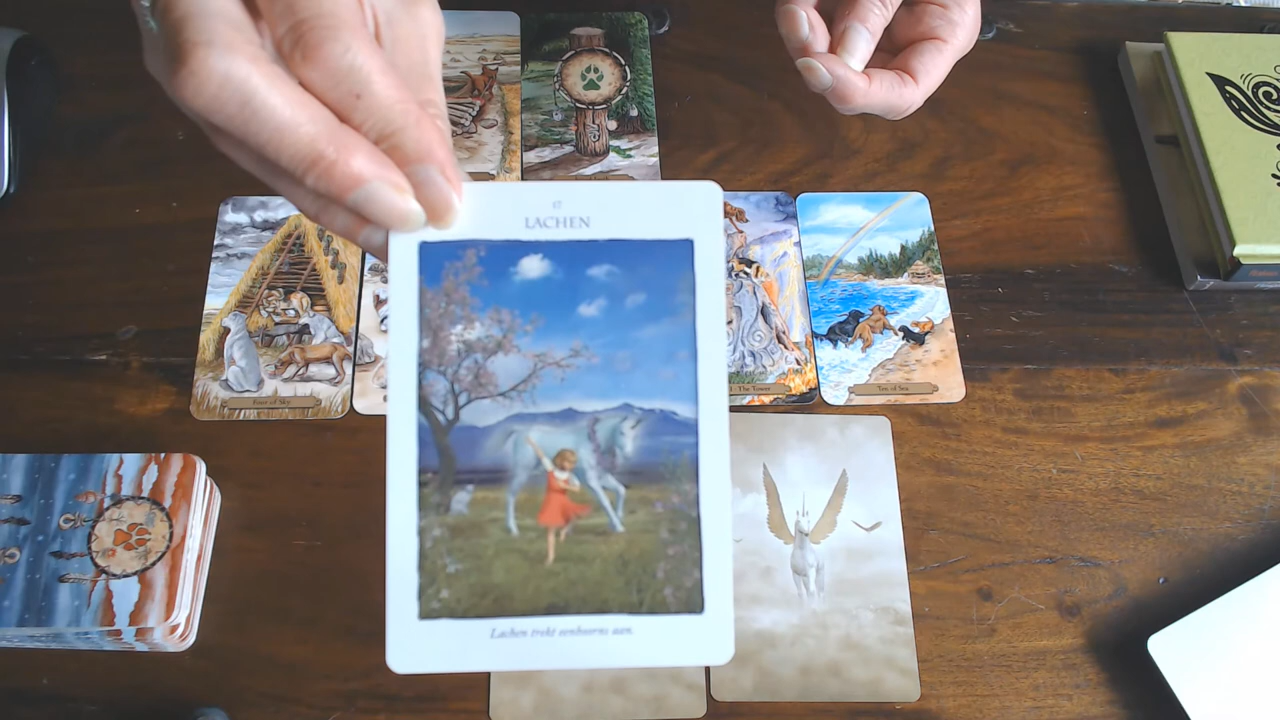 LACHEN
Four of Sky
The Tower
Ten of Sea
Lachen trekt eenhoorns aan.